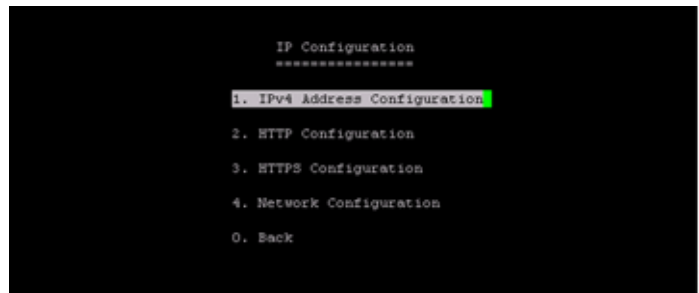 IP Configuration
================
1. IPv4 Address Configuration
2. HTTP Configuration
3. HTTPS Configuration
4. Network Configuration
0. Back